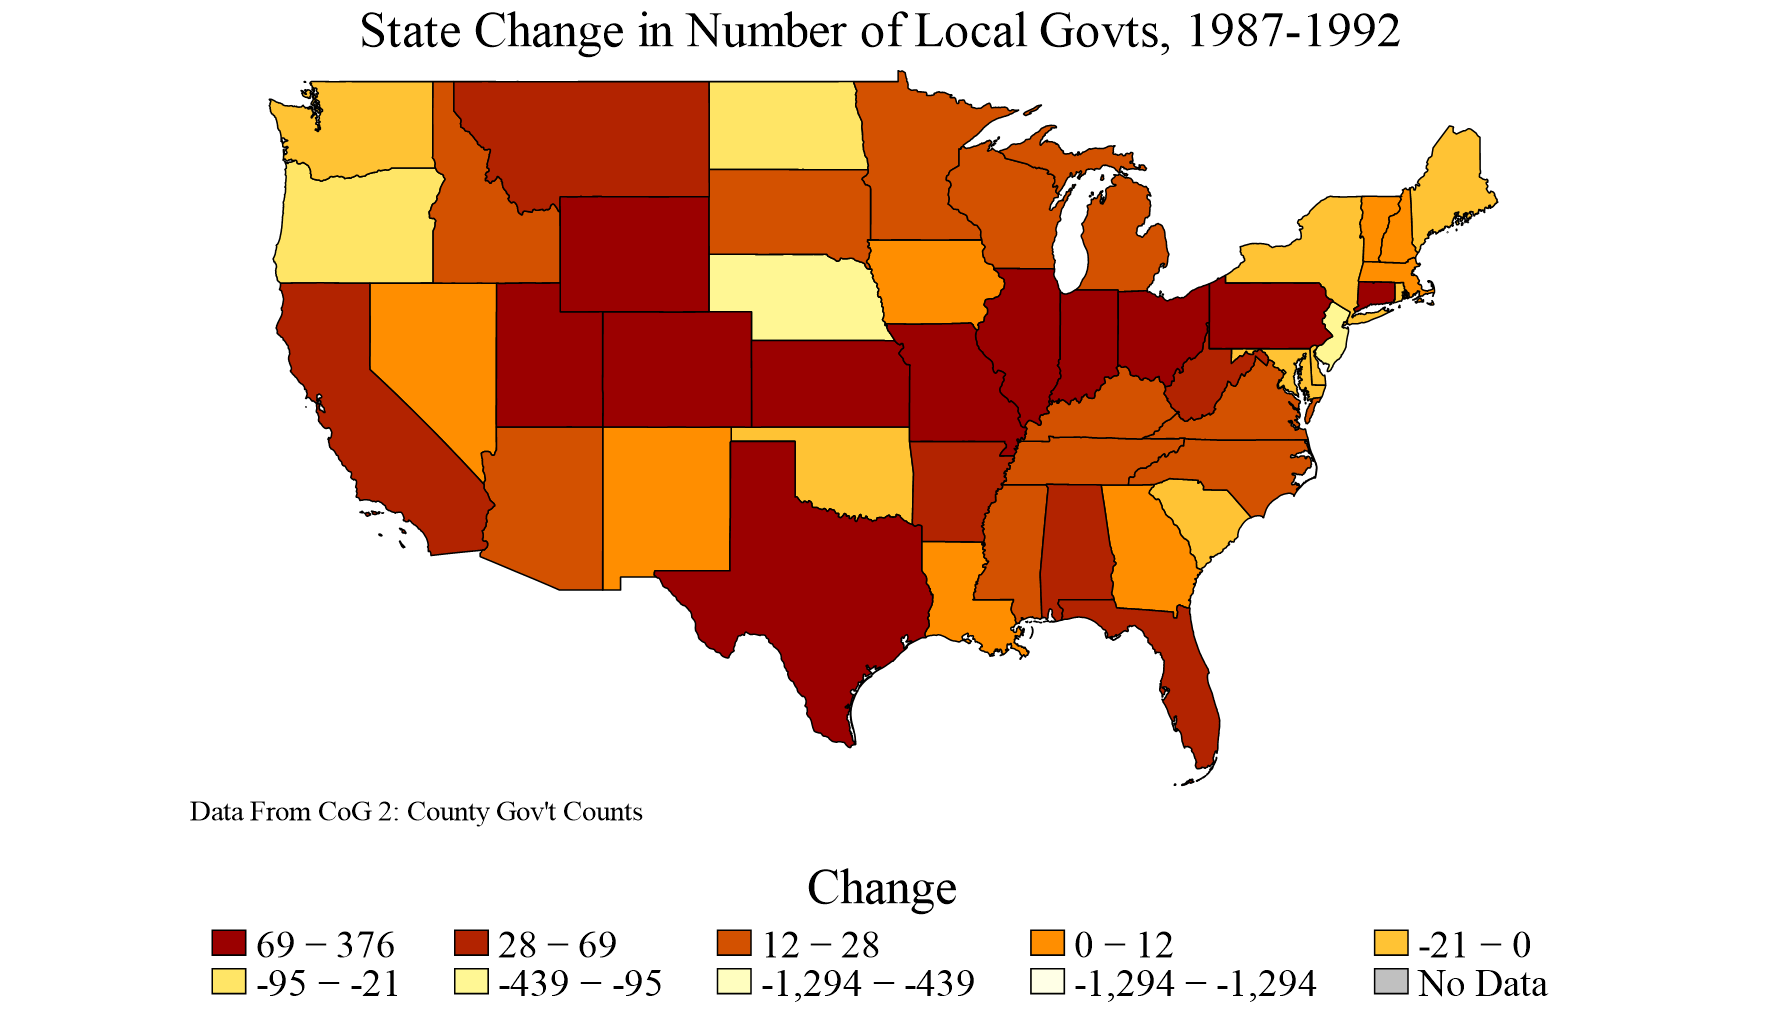 State Change in Number of Local Govts, 1987-1992
Data From CoG 2: County Gov't Counts
Change
69 − 376 28 − 69 12 − 28 0 − 12 -21 − 0
-95 − -21 -439 − -95 -1,294 − -439 -1,294 − -1,294 No Data